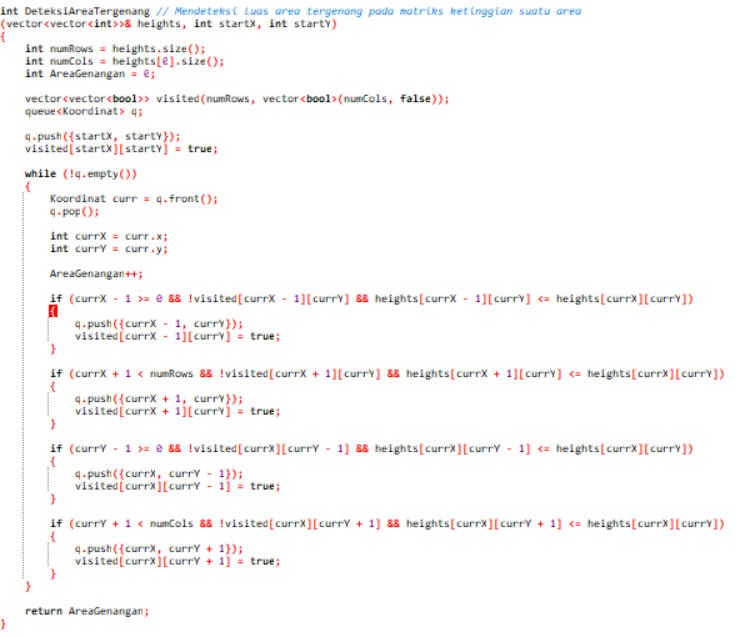 int DeteksiAreaTergenang // Mendeteksi Luas area tergenang pada matriks ketinggian suatu area
(vector<vector<int>>& heights, int startX, int startY)
{
    int numRows = heights.size();
    int numCols = heights[0].size();
    int AreaGenangan = 0;

    vector<vector<bool>> visited(numRows, vector<bool>(numCols, false));
    queue<Koordinat> q;

    q.push({startX, startY});
    visited[startX][startY] = true;

    while (!q.empty())
    {
        Koordinat curr = q.front();
        q.pop();

        int currX = curr.x;
        int currY = curr.y;

        AreaGenangan++;

        if (currX - 1 >= 0 && !visited[currX - 1][currY] && heights[currX - 1][currY] <= heights[currX][currY])
        {
            q.push({currX - 1, currY});
            visited[currX - 1][currY] = true;
        }

        if (currX + 1 < numRows && !visited[currX + 1][currY] && heights[currX + 1][currY] <= heights[currX][currY])
        {
            q.push({currX + 1, currY});
            visited[currX + 1][currY] = true;
        }

        if (currY - 1 >= 0 && !visited[currX][currY - 1] && heights[currX][currY - 1] <= heights[currX][currY])
        {
            q.push({currX, currY - 1});
            visited[currX][currY - 1] = true;
        }

        if (currY + 1 < numCols && !visited[currX][currY + 1] && heights[currX][currY + 1] <= heights[currX][currY])
        {
            q.push({currX, currY + 1});
            visited[currX][currY + 1] = true;
        }
    }

    return AreaGenangan;
}